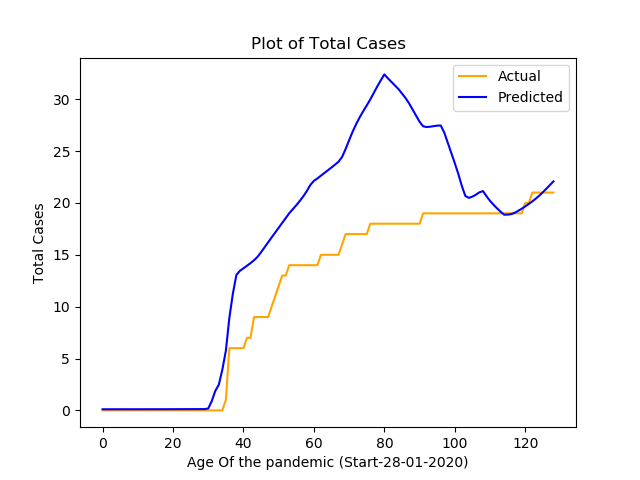 Plot of Total Cases
Actual
Predicted
Total Cases
30
25
20
15
10
5
0
0 20 40 60 80 100 120
Age Of the pandemic (Start-28-01-2020)